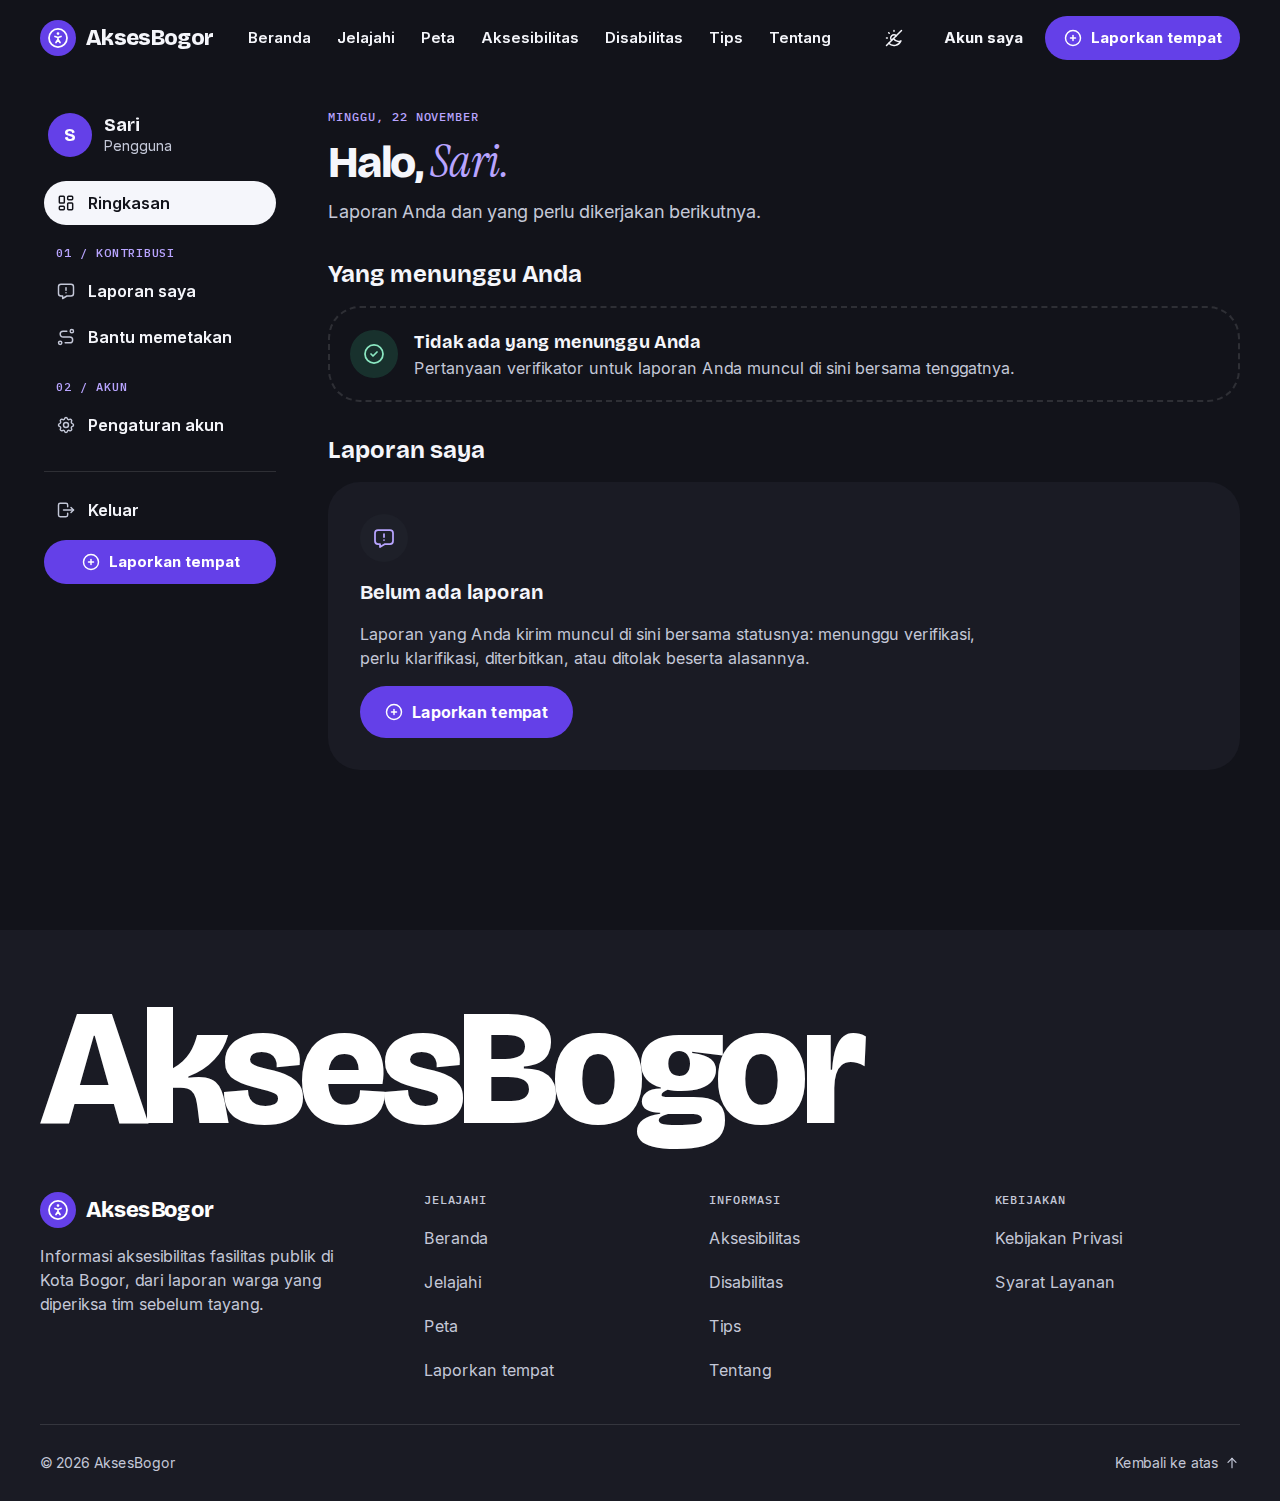 AksesBogor
Beranda Jelajahi Peta Aksesibilitas Disabilitas Tips Tentang
Akun saya
Laporkan tempat
S
Sari
Pengguna
Ringkasan
01 / KONTRIBUSI
Laporan saya
Bantu memetakan
02 / AKUN
Pengaturan akun
Keluar
Laporkan tempat
MINGGU, 22 NOVEMBER
Halo, Sari.
Laporan Anda dan yang perlu dikerjakan berikutnya.
Yang menunggu Anda
Tidak ada yang menunggu Anda
Pertanyaan verifikator untuk laporan Anda muncul di sini bersama tenggatnya.
Laporan saya
Belum ada laporan
Laporan yang Anda kirim muncul di sini bersama statusnya: menunggu verifikasi,
perlu klarifikasi, diterbitkan, atau ditolak beserta alasannya.
Laporkan tempat
AksesBogor
AksesBogor
Informasi aksesibilitas fasilitas publik di
Kota Bogor, dari laporan warga yang
diperiksa tim sebelum tayang.
JELAJAHI
Beranda
Jelajahi
Peta
Laporkan tempat
INFORMASI
Aksesibilitas
Disabilitas
Tips
Tentang
KEBIJAKAN
Kebijakan Privasi
Syarat Layanan
© 2026 AksesBogor
Kembali ke atas ↑